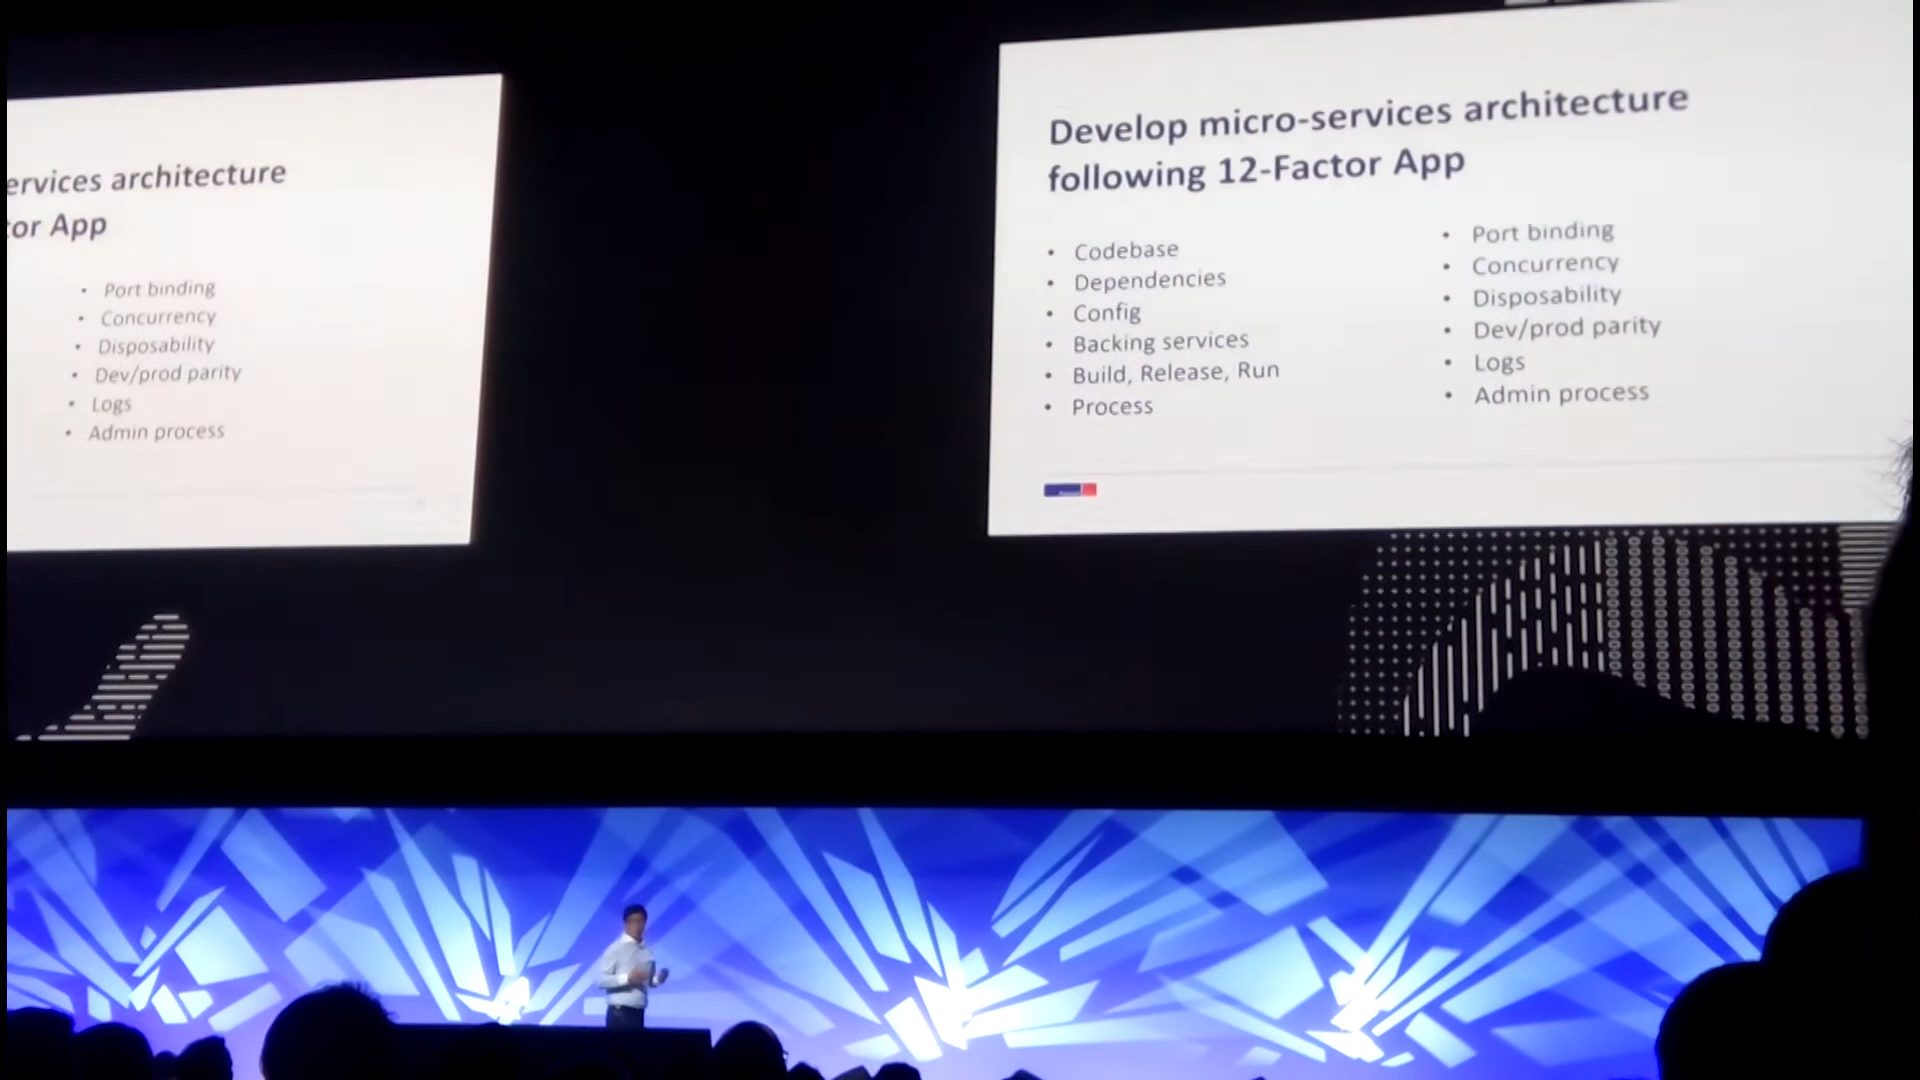 ervices architecture
or App
• Port binding
• Concurrency
• Disposability
• Dev/prod parity
• Logs
• Admin process
Develop micro-services architecture
following 12-Factor App
• Codebase
• Dependencies
• Config
• Backing services
• Build, Release, Run
• Process
• Port binding
• Concurrency
• Disposability
• Dev/prod parity
• Logs
• Admin process